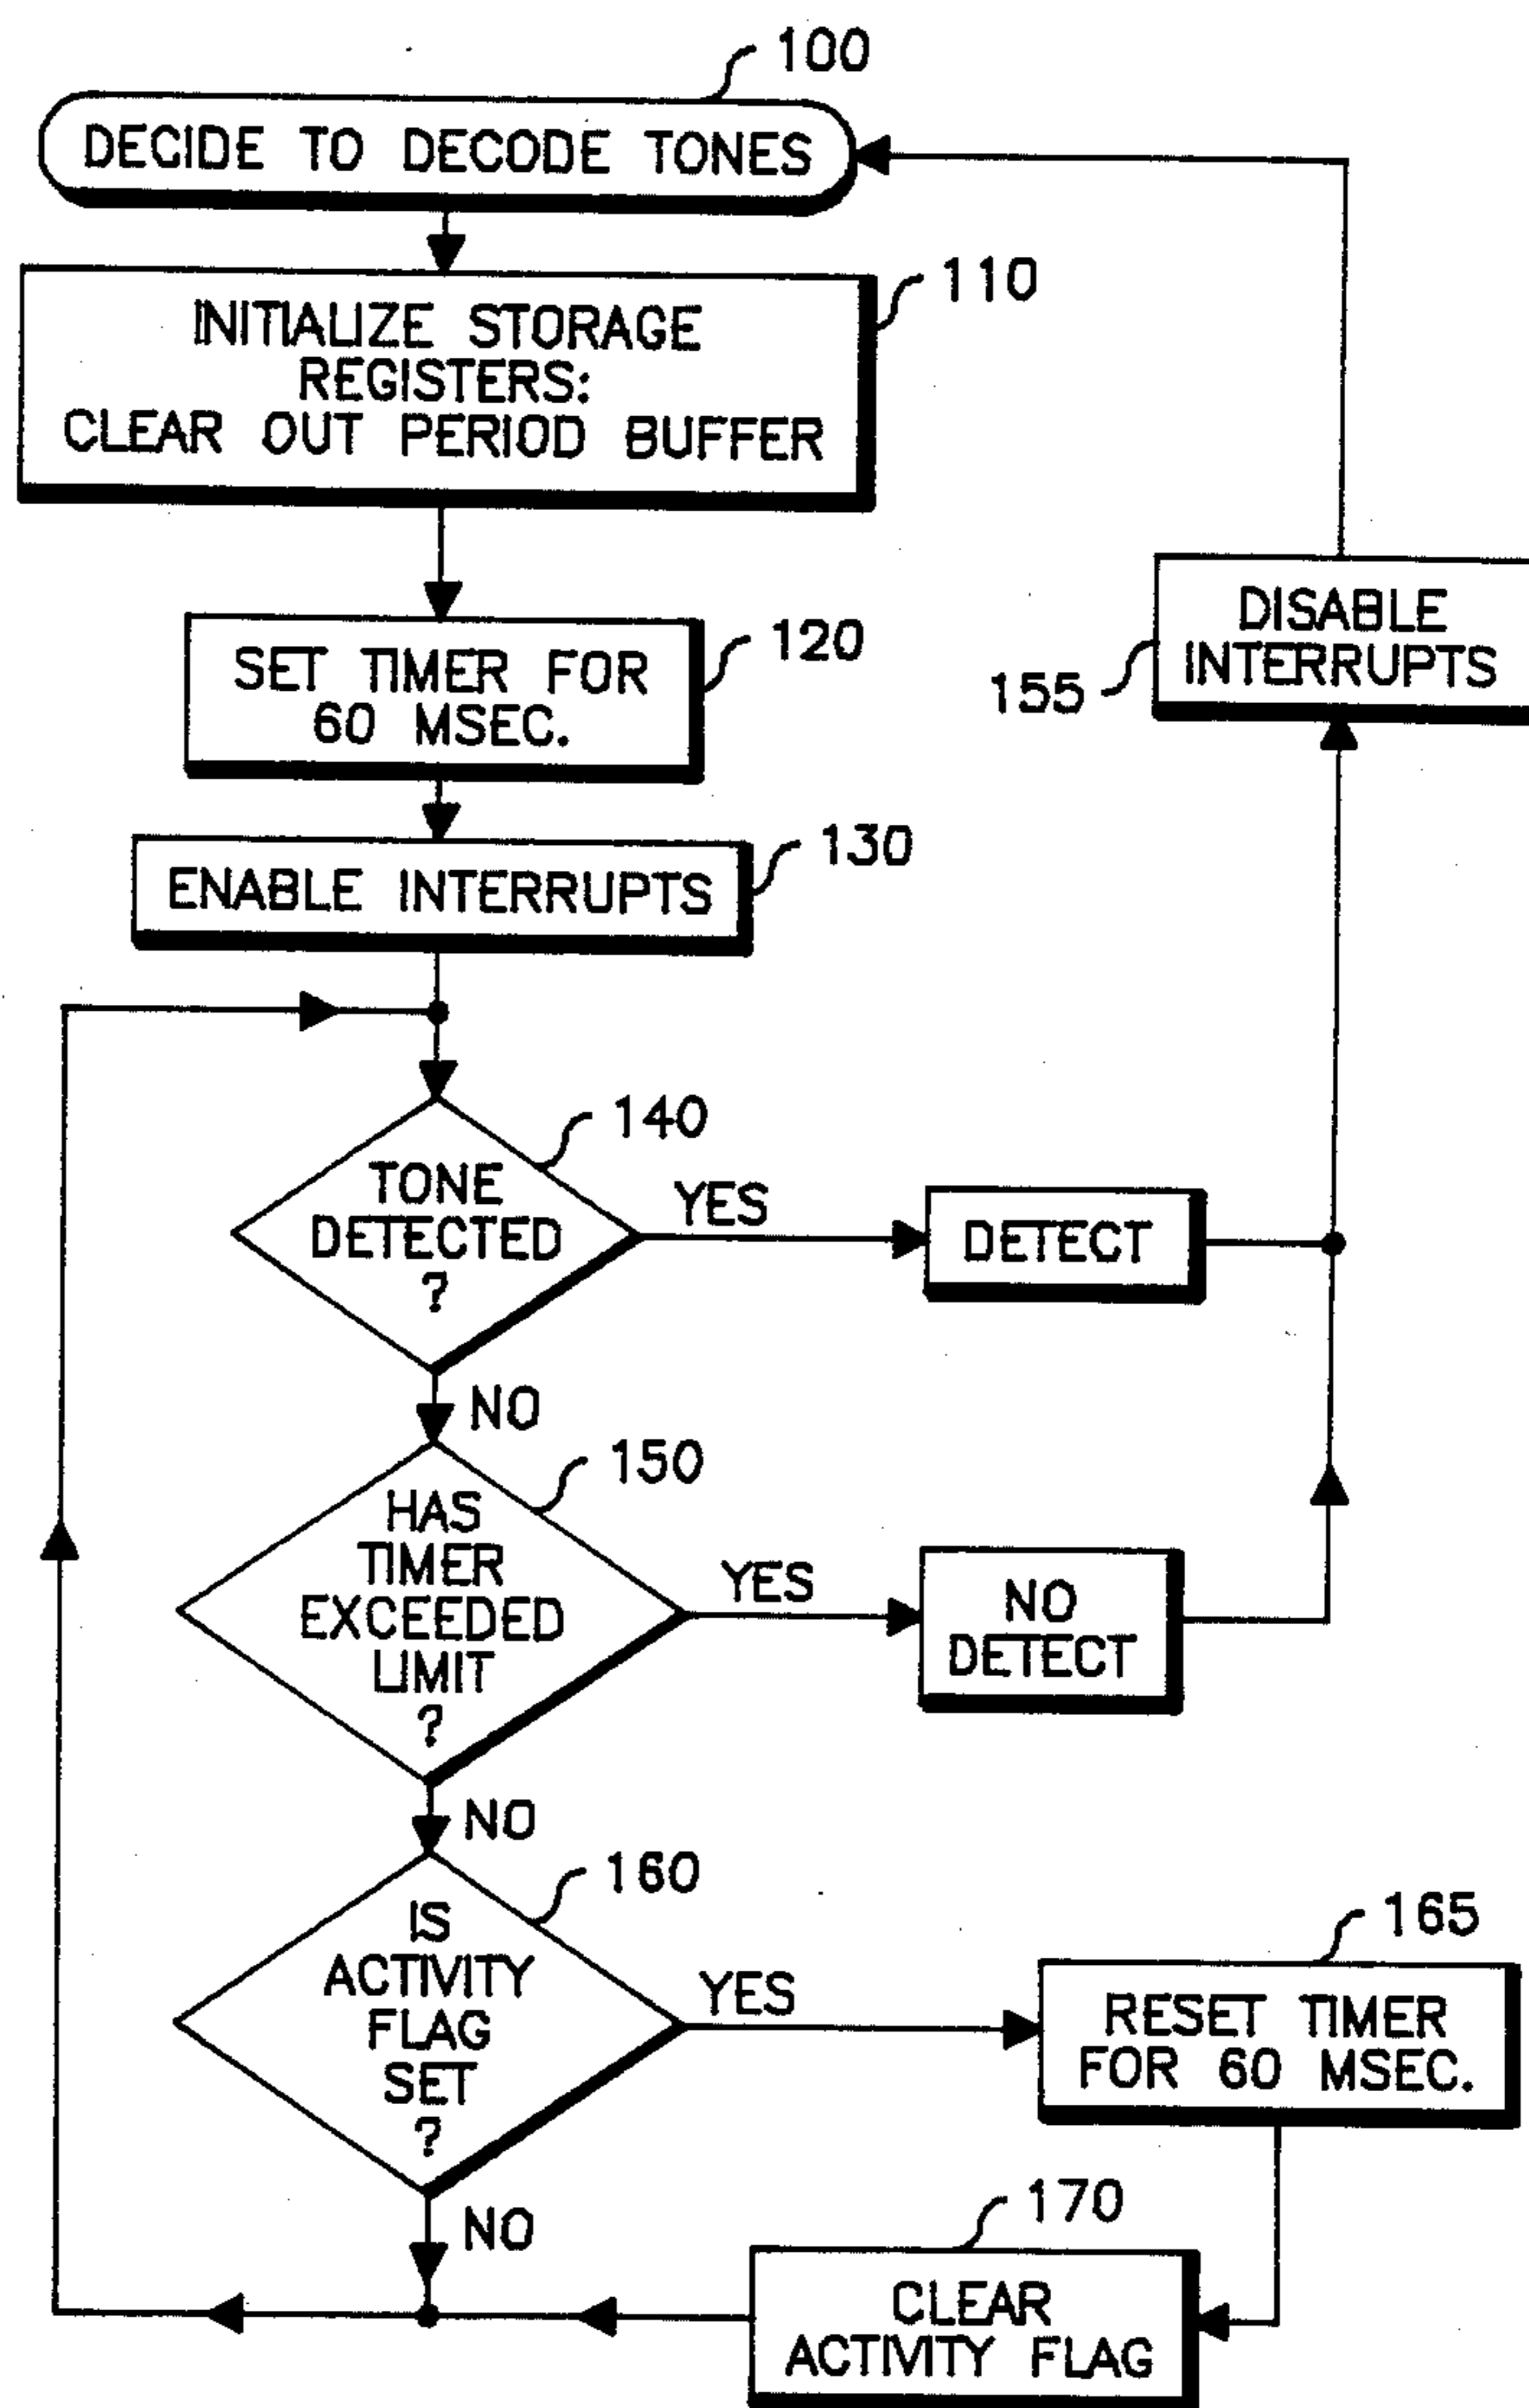 100
DECIDE TO DECODE TONES
110
INITIALIZE STORAGE
REGISTERS:
CLEAR OUT PERIOD BUFFER
120
SET TIMER FOR
60 MSEC.
155
DISABLE
INTERRUPTS
130
ENABLE INTERRUPTS
140
TONE
DETECTED
?
YES
DETECT
NO
150
HAS
TIMER
EXCEEDED
LIMIT
?
YES
NO
DETECT
NO
160
IS
ACTIVITY
FLAG
SET
?
YES
165
RESET TIMER
FOR 60 MSEC.
NO
170
CLEAR
ACTIVITY FLAG